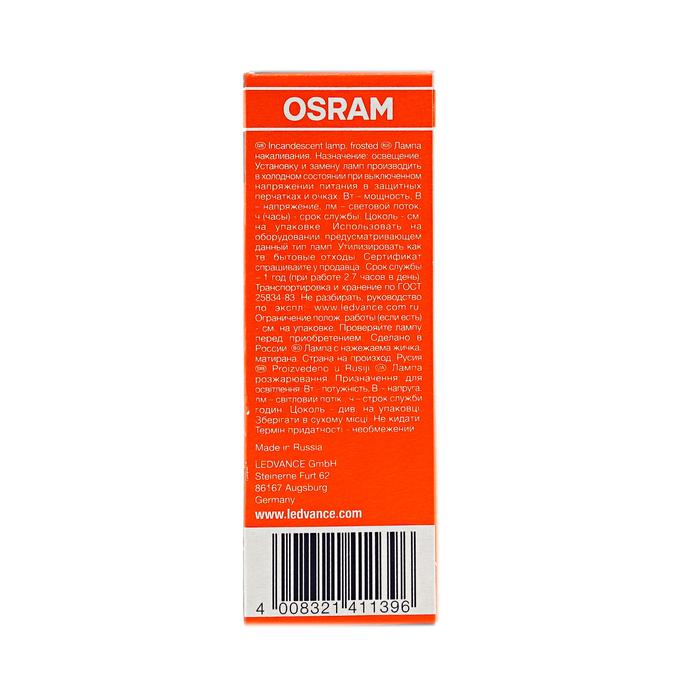 OSRAM
GB Incandescent lamp, frosted RU Лампа
накаливания. Назначение: освещение.
Установку и замену ламп производить
в холодном состоянии при выключенном
напряжении питания в защитных
перчатках и очках. Вт – мощность, В
– напряжение, лм – световой поток,
ч (часы) - срок службы. Цоколь - см.
на упаковке. Использовать на
оборудовании, предусматривающем
данный тип ламп. Утилизировать как
тв. бытовые отходы. Сертификат
спрашивайте у продавца. Срок службы
– 1 год (при работе 2.7 часов в день).
Транспортировка и хранение по ГОСТ
25834-83. Не разбирать, руководство
по экспл.: www.ledvance.com.ru.
Ограничение полож. работы (если есть)
- см. на упаковке. Проверяйте лампу
перед приобретением. Сделано в
России. BG Лампа с нажежаема жичка,
матирана. Страна на произход: Русия
Proizvedeno u Rusiji UA Лампа
розжарювання. Призначення: для
освітлення. Вт – потужність, В – напруга,
лм – світловий потік, ч – строк служби
годин. Цоколь - див. на упаковці.
Зберігати в сухому місці. Не кидати.
Термін придатності - необмежений.
Made in Russia
LEDVANCE GmbH
Steinerne Furt 62
86167 Augsburg
Germany
www.ledvance.com
4 008321 411396